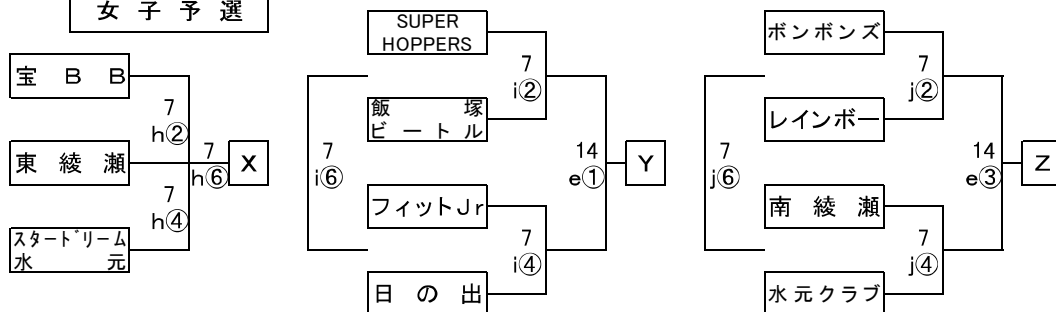 女子予選
宝BB
7
h②
東綾瀬
7
h⑥
X
7
h④
スタードリーム
水元
SUPER
HOPPERS
7
i②
飯塚
ビートル
7
i⑥
14
e①
Y
フィットJr
7
i④
日の出
ボンボンズ
7
j②
レインボー
7
j⑥
14
e③
Z
南綾瀬
7
j④
水元クラブ